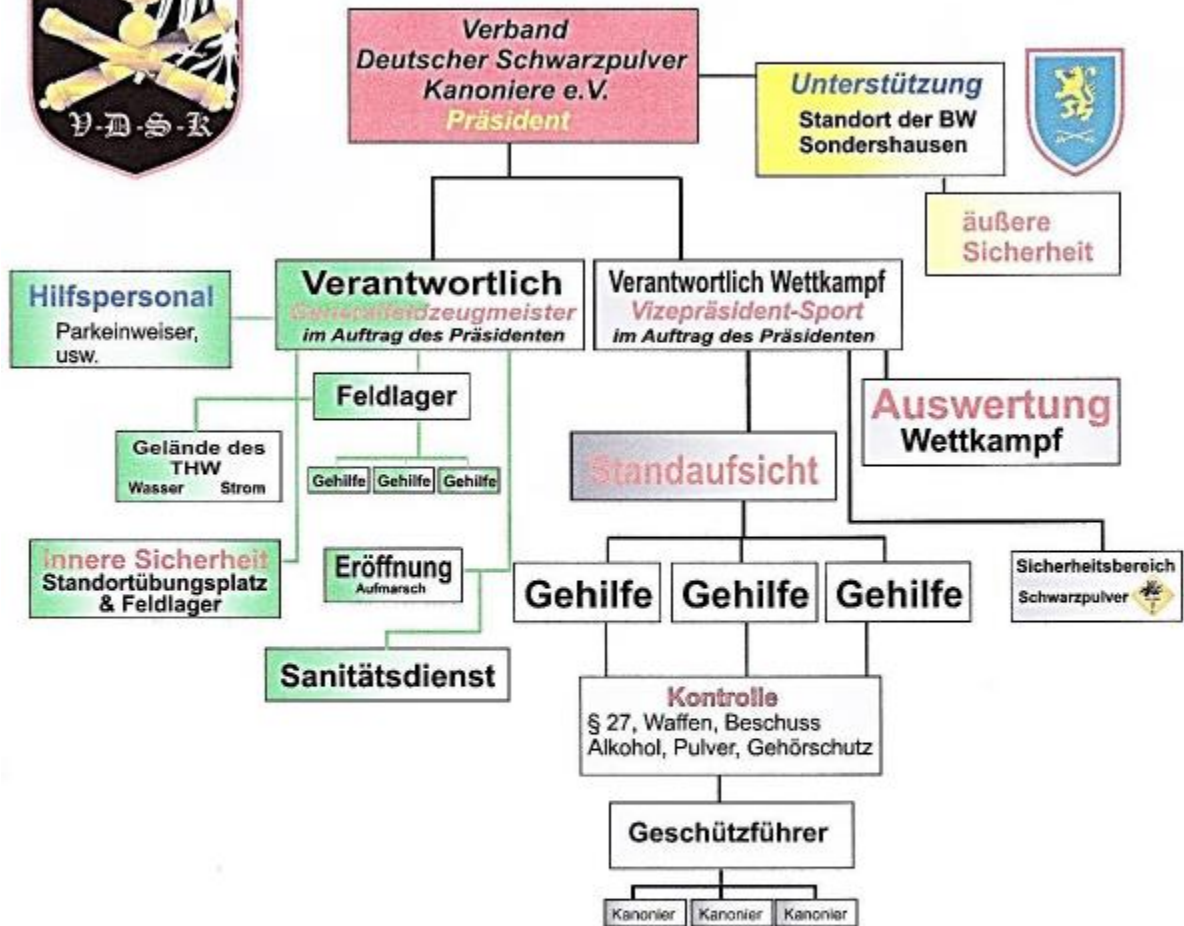 V-D-S-K
Verband
Deutscher Schwarzpulver
Kanoniere e.V.
Präsident
Unterstützung
Standort der BW
Sondershausen
äußere
Sicherheit
Hilfspersonal
Parkeinweiser,
usw.
Verantwortlich
Generalfeldzeugmeister
im Auftrag des Präsidenten
Verantwortlich Wettkampf
Vizepräsident-Sport
im Auftrag des Präsidenten
Feldlager
Gelände des
THW
Wasser Strom
Gehilfe Gehilfe Gehilfe
Auswertung
Wettkampf
Standaufsicht
innere Sicherheit
Standortübungsplatz
& Feldlager
Eröffnung
Aufmarsch
Sanitätsdienst
Gehilfe Gehilfe Gehilfe
Sicherheitsbereich
Schwarzpulver
Kontrolle
§ 27, Waffen, Beschuss
Alkohol, Pulver, Gehörschutz
Geschützführer
Kanonier Kanonier Kanonier